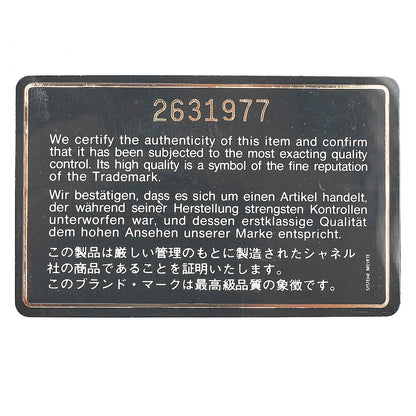 2631977
We certify the authenticity of this item and confirm
that it has been subjected to the most exacting quality
control. Its high quality is a symbol of the fine reputation
of the Trademark.
Wir bestätigen, dass es sich um einen Artikel handelt,
der während seiner Herstellung strengsten Kontrollen
unterworfen war und dessen erstklassige Qualität
dem hohen Ansehen unserer Marke entspricht.
この製品は厳しい管理のもとに製造されたシャネル
社の商品であることを証明いたします。
このブランド・マークは最高級品質の象徴です。
SYSTEME BREVETE